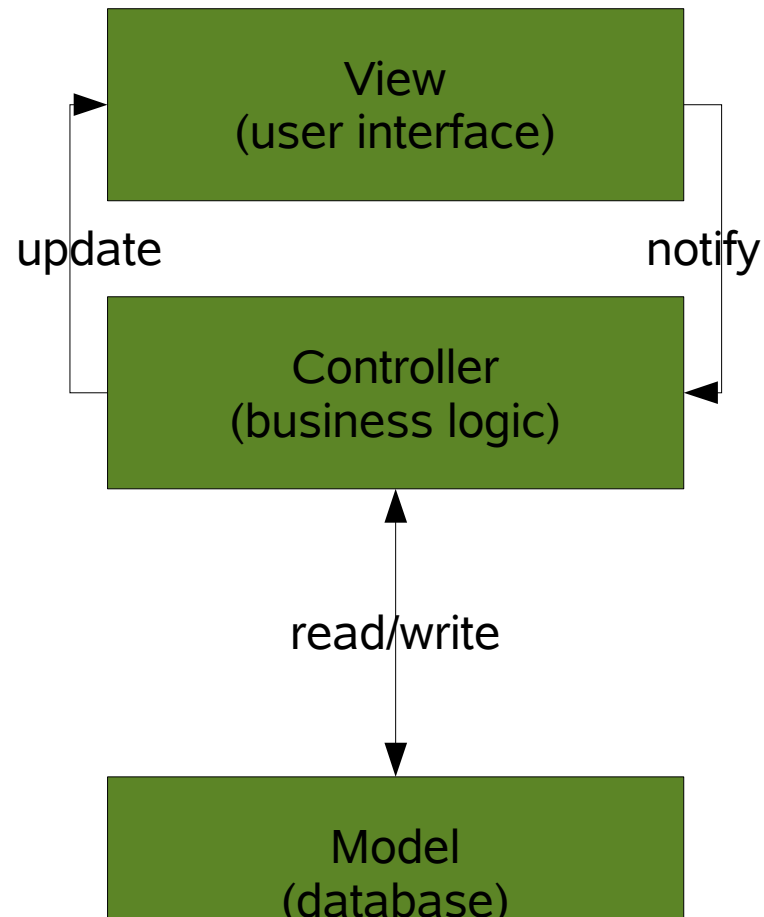 View
(user interface)
update
notify
Controller
(business logic)
read/write
Model
(database)